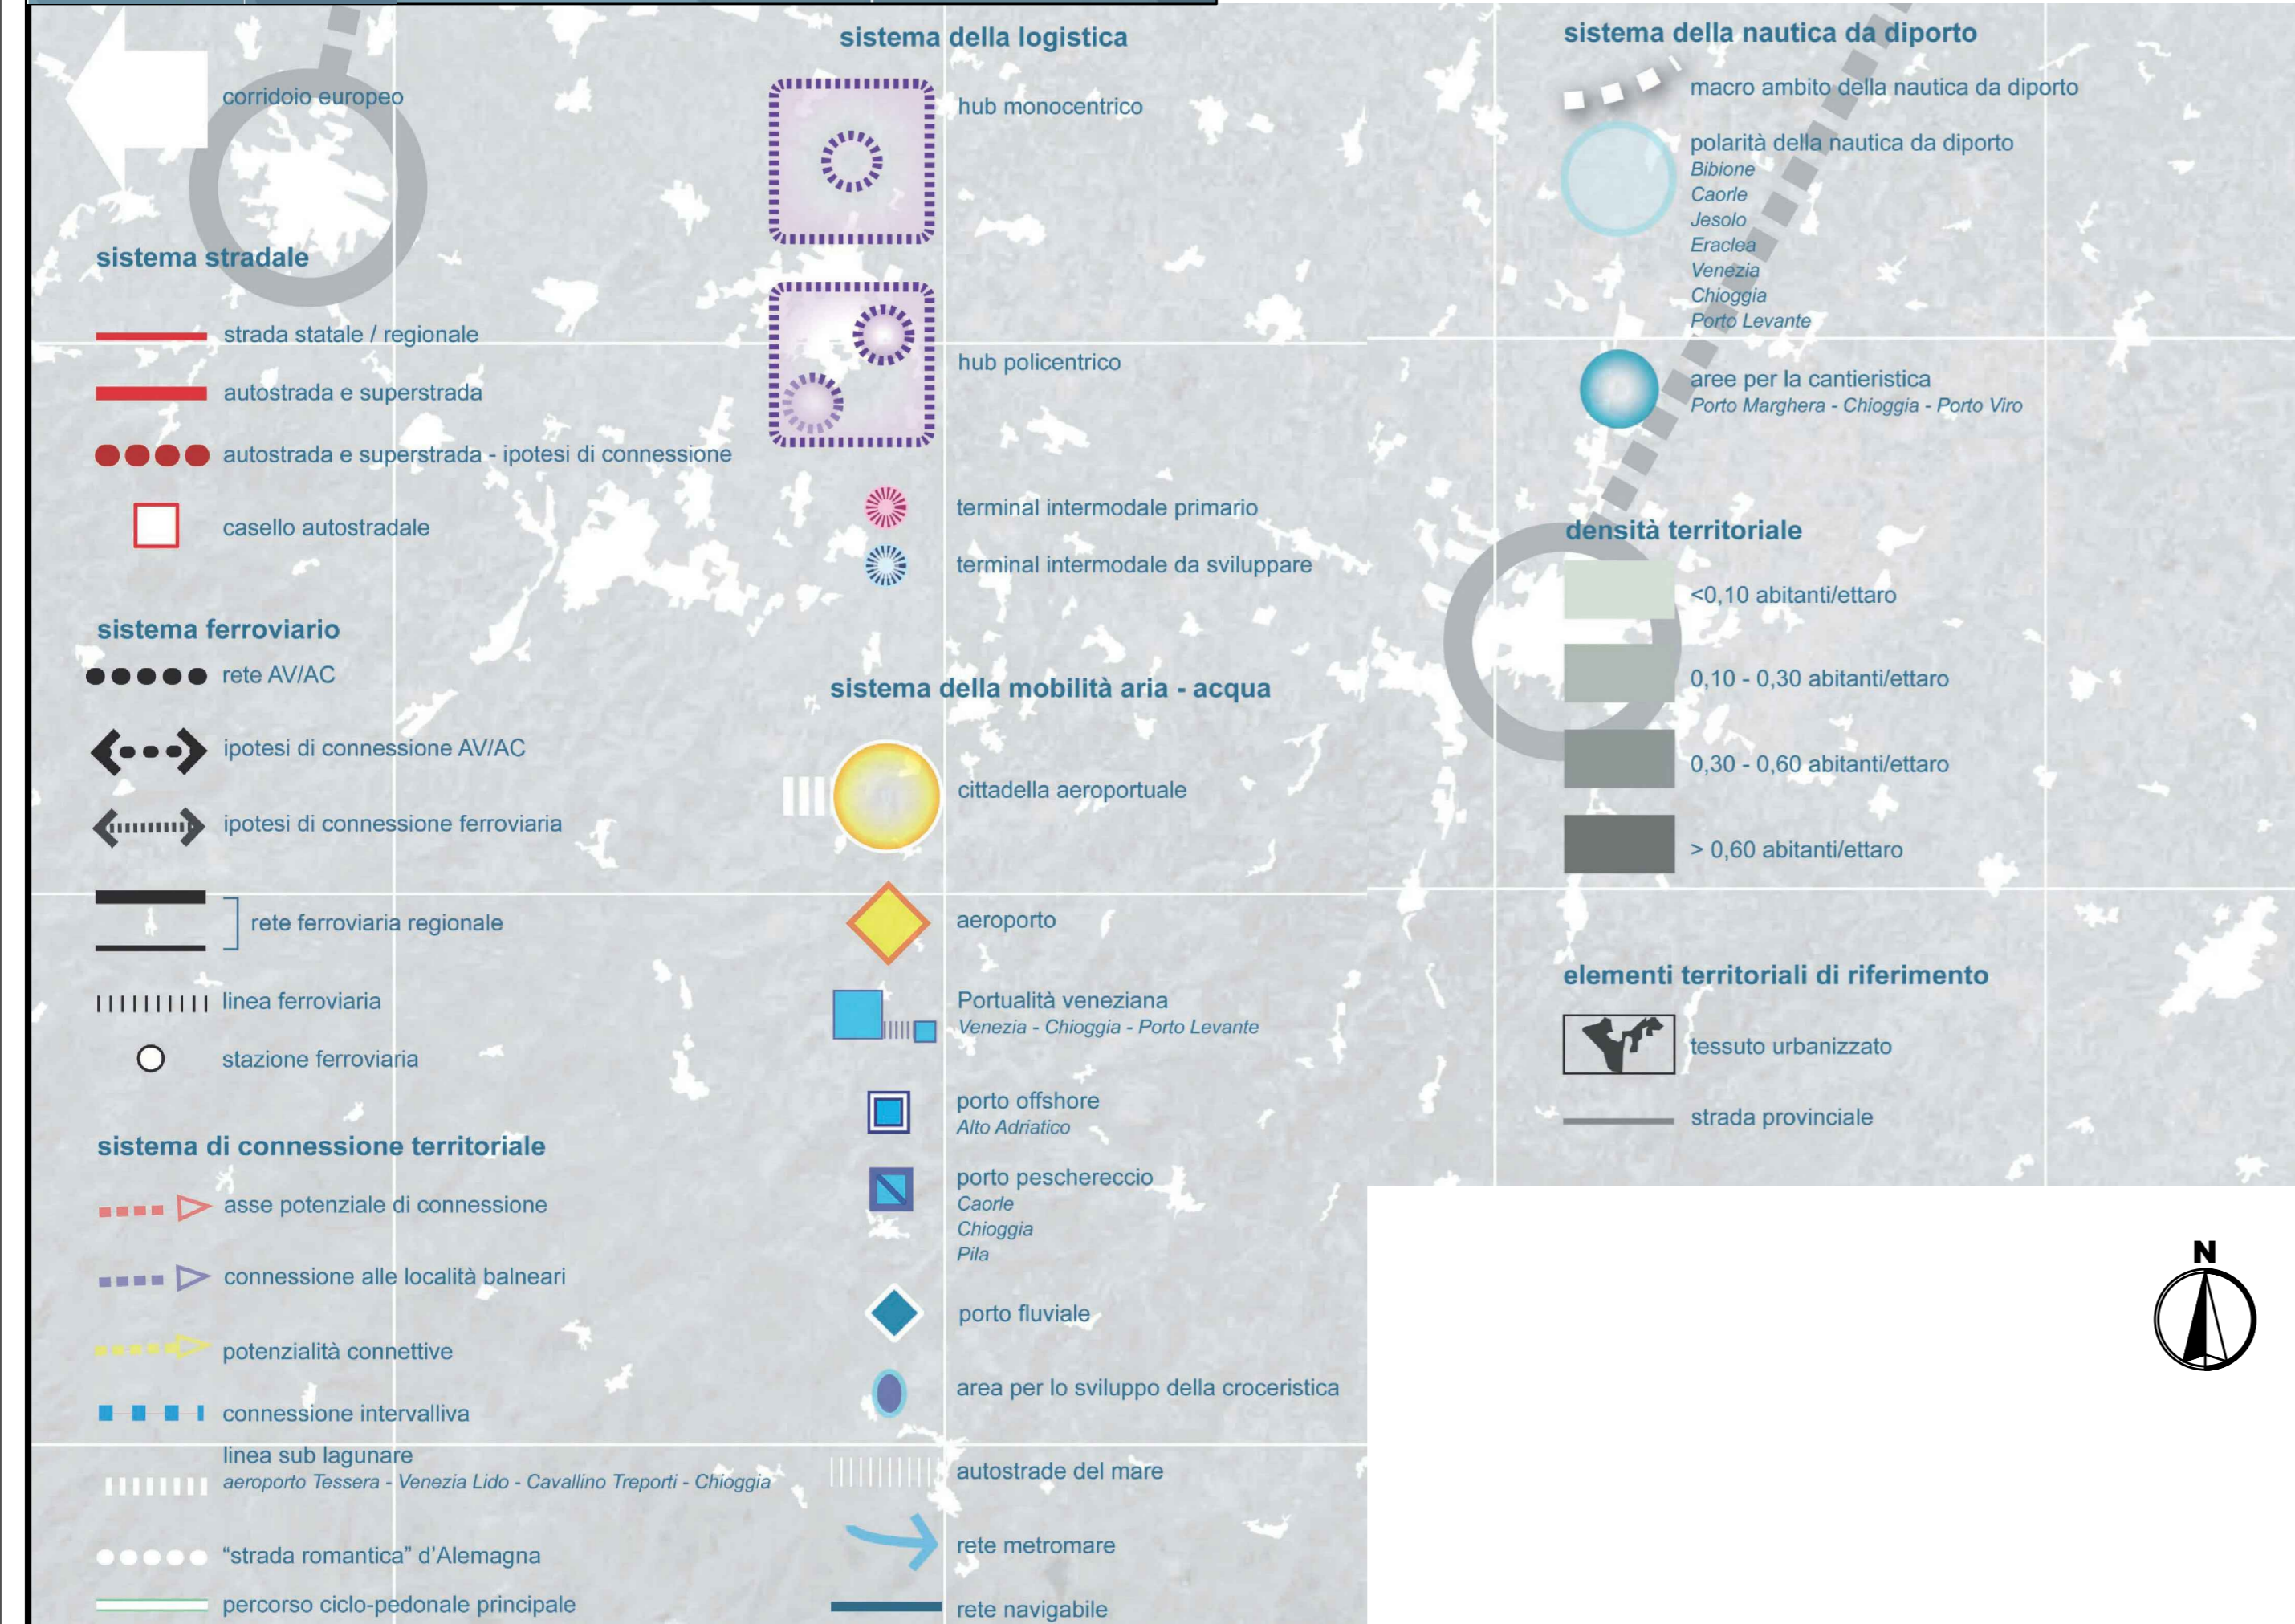 corridoio europeo
sistema stradale
strada statale / regionale
autostrada e superstrada
autostrada e superstrada - ipotesi di connessione
casello autostradale
sistema ferroviario
rete AV/AC
ipotesi di connessione AV/AC
ipotesi di connessione ferroviaria
rete ferroviaria regionale
linea ferroviaria
stazione ferroviaria
sistema di connessione territoriale
asse potenziale di connessione
connessione alle località balneari
potenzialità connettive
connessione intervalliva
linea sub lagunare
aeroporto Tessera - Venezia Lido - Cavallino Treporti - Chioggia
“strada romantica” d’Alemagna
percorso ciclo-pedonale principale
sistema della logistica
hub monocentrico
hub policentrico
terminal intermodale primario
terminal intermodale da sviluppare
sistema della mobilità aria - acqua
cittadella aeroportuale
aeroporto
Portualità veneziana
Venezia - Chioggia - Porto Levante
porto offshore
Alto Adriatico
porto peschereccio
Caorle
Chioggia
Pila
porto fluviale
area per lo sviluppo della croceristica
autostrade del mare
rete metromare
rete navigabile
sistema della nautica da diporto
macro ambito della nautica da diporto
polarità della nautica da diporto
Bibione
Caorle
Jesolo
Eraclea
Venezia
Chioggia
Porto Levante
aree per la cantieristica
Porto Marghera - Chioggia - Porto Viro
densità territoriale
<0,10 abitanti/ettaro
0,10 - 0,30 abitanti/ettaro
0,30 - 0,60 abitanti/ettaro
> 0,60 abitanti/ettaro
elementi territoriali di riferimento
tessuto urbanizzato
strada provinciale
N